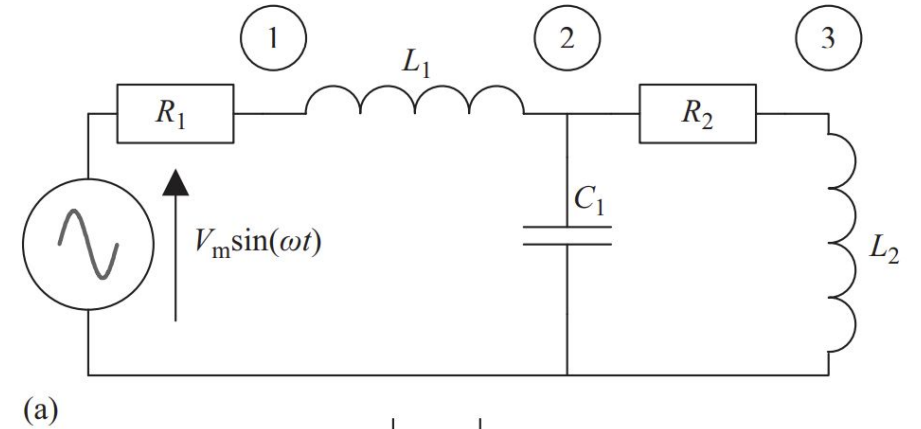 1 2 3
L₁
R₁ R₂
C₁
Vₘsin(ωt)
L₂
(a)